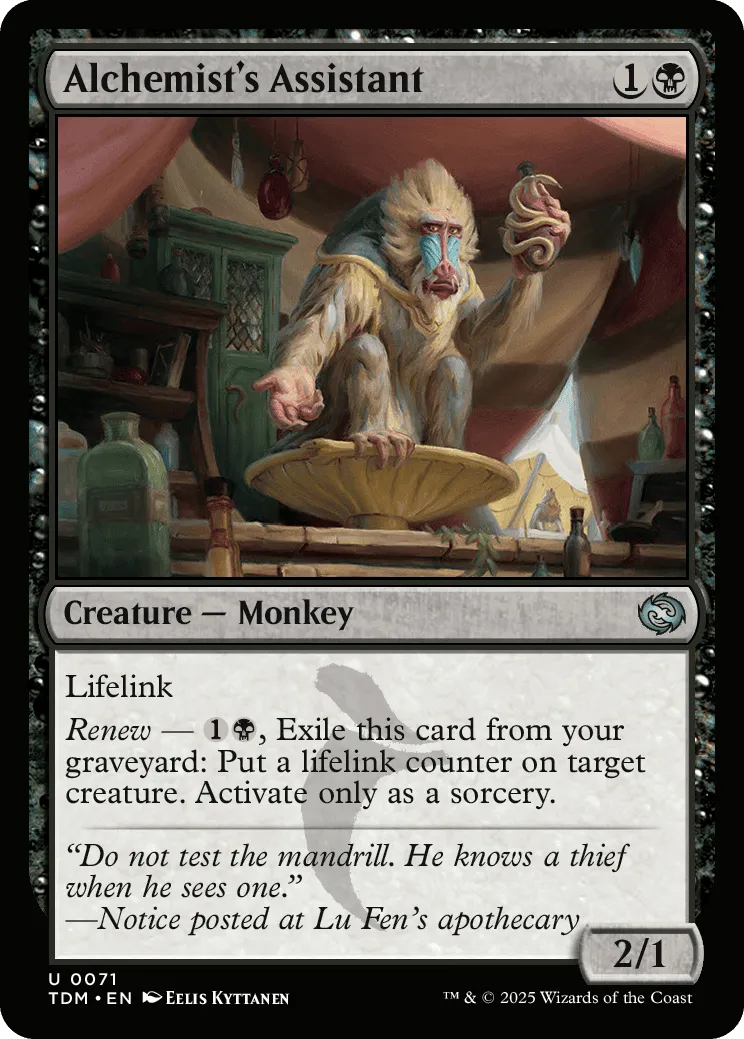 Alchemist's Assistant 1
Creature — Monkey
Lifelink
Renew — 1, Exile this card from your
graveyard: Put a lifelink counter on target
creature. Activate only as a sorcery.
“Do not test the mandrill. He knows a thief
when he sees one.”
—Notice posted at Lu Fen’s apothecary
2/1
U 0071
TDM • EN Eelis Kyttanen
™ & © 2025 Wizards of the Coast